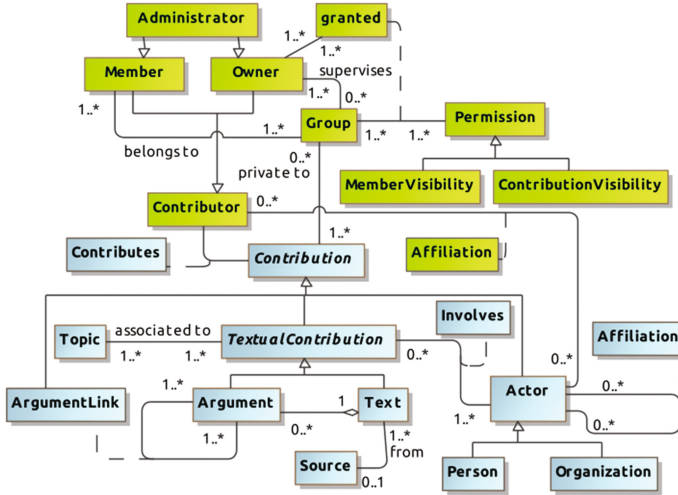 Administrator
granted
1..*
1..*
Member
Owner
supervises
1..*
1..*
0..*
Group
Permission
1..*
1..*
1..*
belongs to
0..*
private to
MemberVisibility
ContributionVisibility
Contributor
0..*
1..*
Contributes
Contribution
Affiliation
Involves
Affiliation
Topic
associated to
TextualContribution
1..*
1..*
0..*
0..*
1..*
ArgumentLink
Argument
1
Text
Actor
0..*
1..*
0..*
1..*
1..*
0..*
from
Source
0..1
Person
Organization